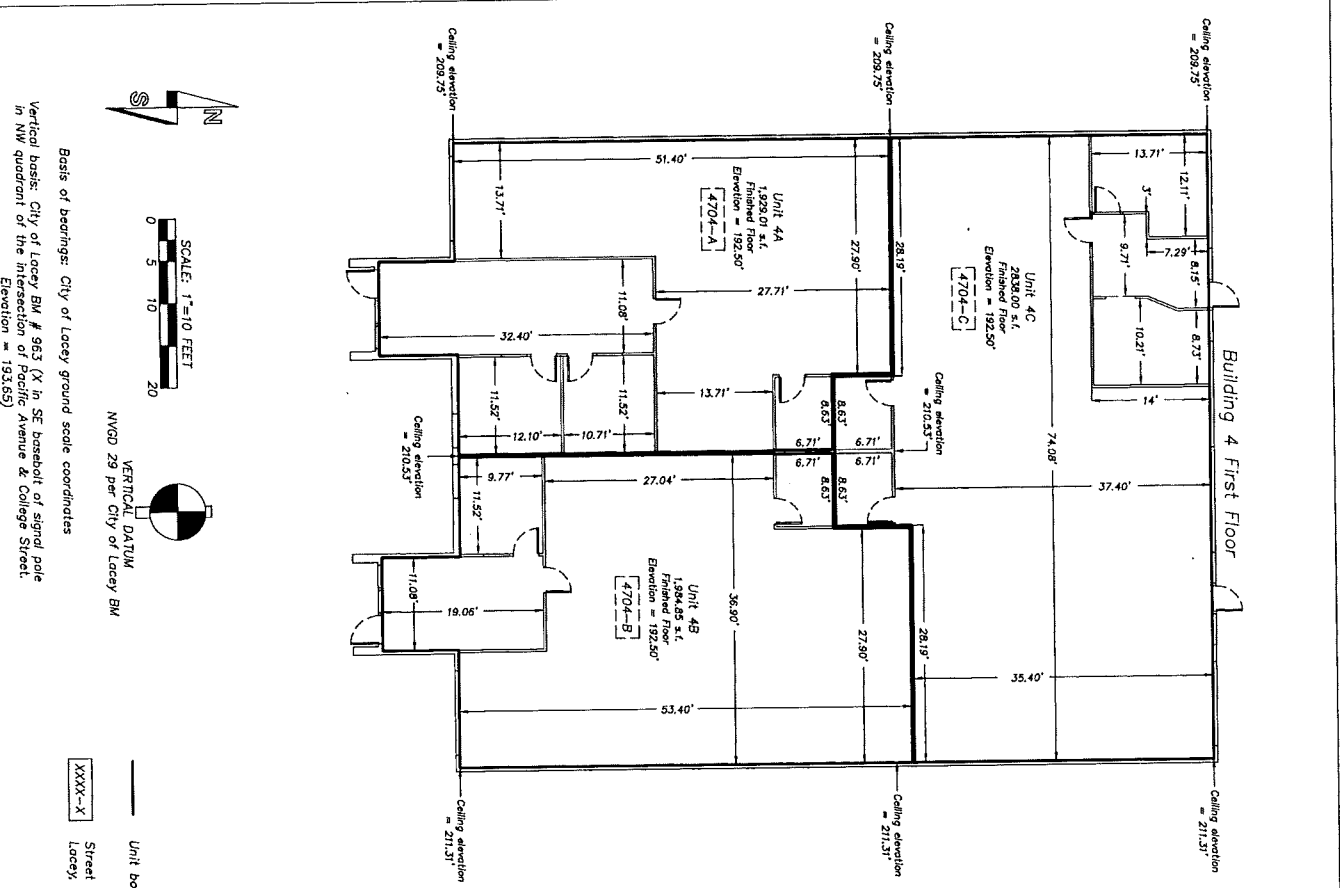 Building 4 First Floor
Ceiling elevation
= 209.75'
Ceiling elevation
= 209.75'
Ceiling elevation
= 209.75'
13.71'
12.11'
3'
7.29'
9.71'
8.15'
10.21'
8.73'
14'
51.40'
13.71'
27.90'
28.19'
Unit 4A
1,929.01 s.f.
Finished Floor
Elevation = 192.50'
4704-A
Unit 4C
2838.00 s.f.
Finished Floor
Elevation = 192.50'
4704-C
74.08'
37.40'
27.71'
11.08'
32.40'
11.52'
11.52'
12.10'
10.71'
13.71'
8.63'
8.63'
6.71'
6.71'
6.71'
6.71'
8.63'
8.63'
Ceiling elevation
= 210.53'
Ceiling elevation
= 210.53'
9.77'
11.52'
27.04'
11.08'
19.06'
Unit 4B
1,984.85 s.f.
Finished Floor
Elevation = 192.50'
4704-B
36.90'
27.90'
28.19'
35.40'
53.40'
Ceiling elevation
= 211.31'
Ceiling elevation
= 211.31'
Ceiling elevation
= 211.31'
N
S
SCALE: 1"=10 FEET
0 5 10 20
VERTICAL DATUM
NVGD 29 per City of Lacey BM
Basis of bearings: City of Lacey ground scale coordinates
Vertical basis: City of Lacey BM # 963 (X in SE basebolt of signal pole
in NW quadrant of the intersection of Pacific Avenue & College Street.
Elevation = 193.65)
Unit bo
XXXX-X
Street
Lacey,